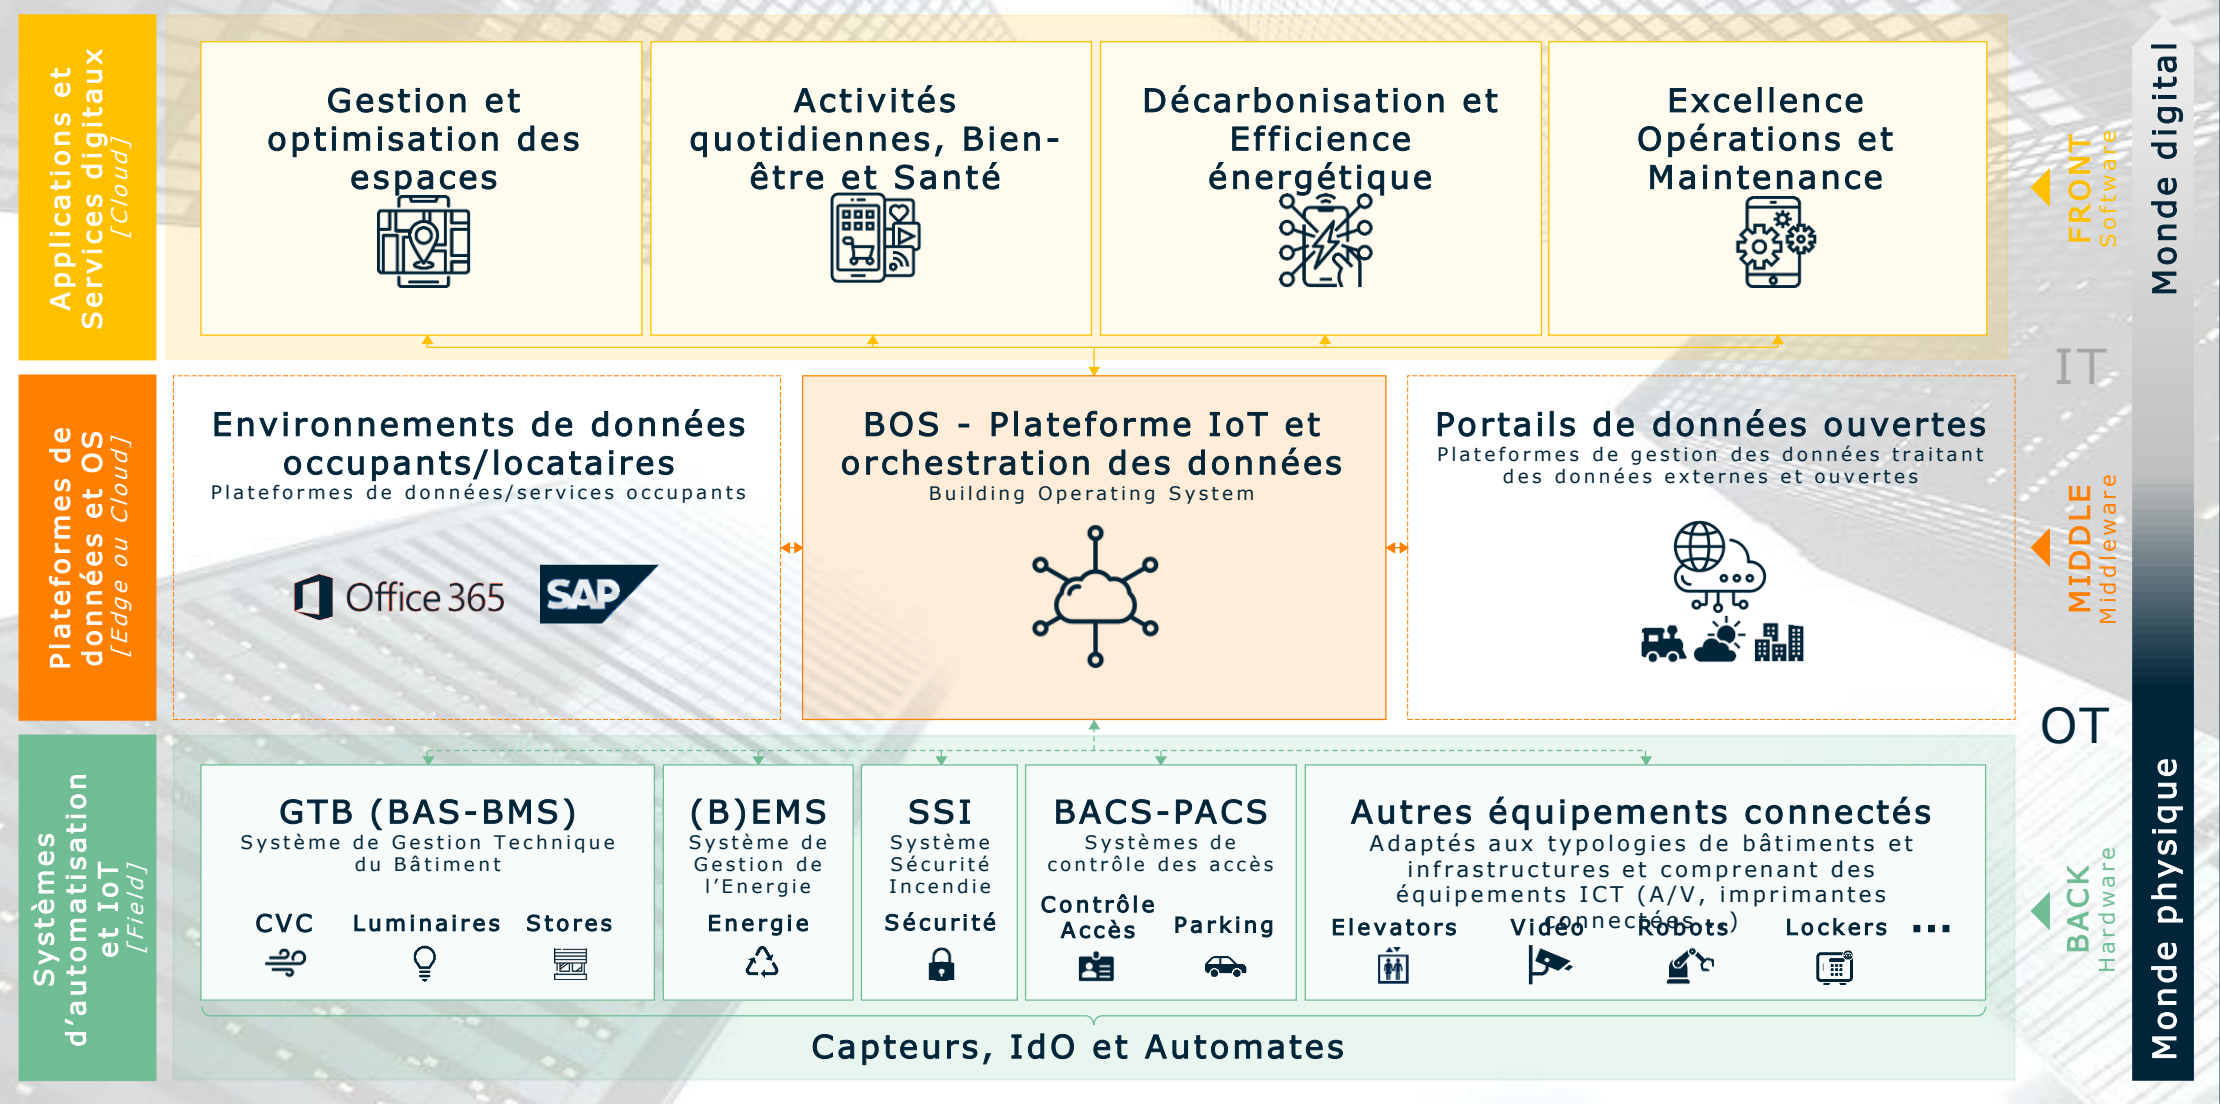 Applications et
Services digitaux
[Cloud]
Gestion et
optimisation des
espaces
Activités
quotidiennes, Bien-
être et Santé
Décarbonisation et
Efficience
énergétique
Excellence
Opérations et
Maintenance
FRONT
Software
Monde digital
IT
Plateformes de
données et OS
[Edge ou Cloud]
Environnements de données
occupants/locataires
Plateformes de données/services occupants
Office 365
SAP
BOS - Plateforme IoT et
orchestration des données
Building Operating System
Portails de données ouvertes
Plateformes de gestion des données traitant
des données externes et ouvertes
MIDDLE
Middleware
OT
Systèmes
d'automatisation
et IoT
[Field]
GTB (BAS-BMS)
Système de Gestion Technique
du Bâtiment
CVC
Luminaires
Stores
(B)EMS
Système de
Gestion de
l'Energie
Energie
SSI
Système
Sécurité
Incendie
Sécurité
BACS-PACS
Systèmes de
contrôle des accès
Contrôle
Accès
Parking
Autres équipements connectés
Adaptés aux typologies de bâtiments et
infrastructures et comprenant des
équipements ICT (A/V, imprimantes
connectées...)
Elevators
Vidéo
Robots
Lockers
...
BACK
Hardware
Monde physique
Capteurs, IdO et Automates